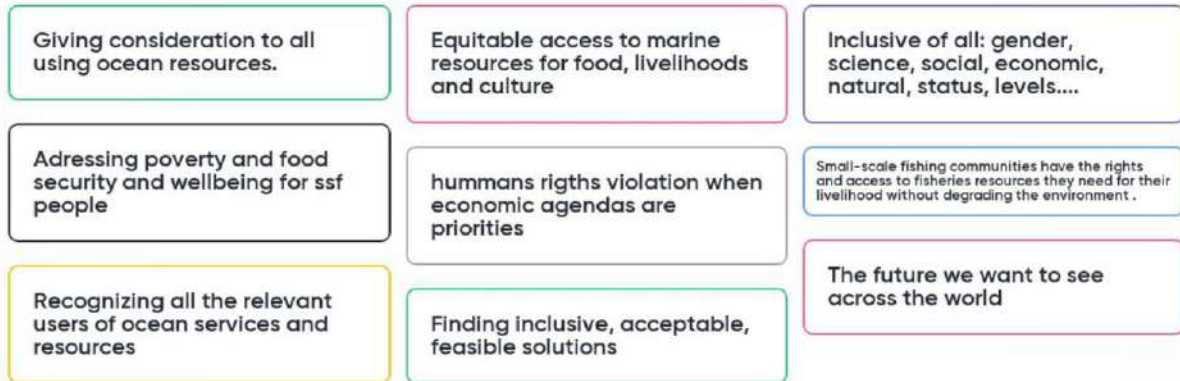 Giving consideration to all
using ocean resources.
Adressing poverty and food
security and wellbeing for ssf
people
Recognizing all the relevant
users of ocean services and
resources
Equitable access to marine
resources for food, livelihoods
and culture
hummans rigths violation when
economic agendas are
priorities
Finding inclusive, acceptable,
feasible solutions
Inclusive of all: gender,
science, social, economic,
natural, status, levels....
Small-scale fishing communities have the rights
and access to fisheries resources they need for their
livelihood without degrading the environment .
The future we want to see
across the world